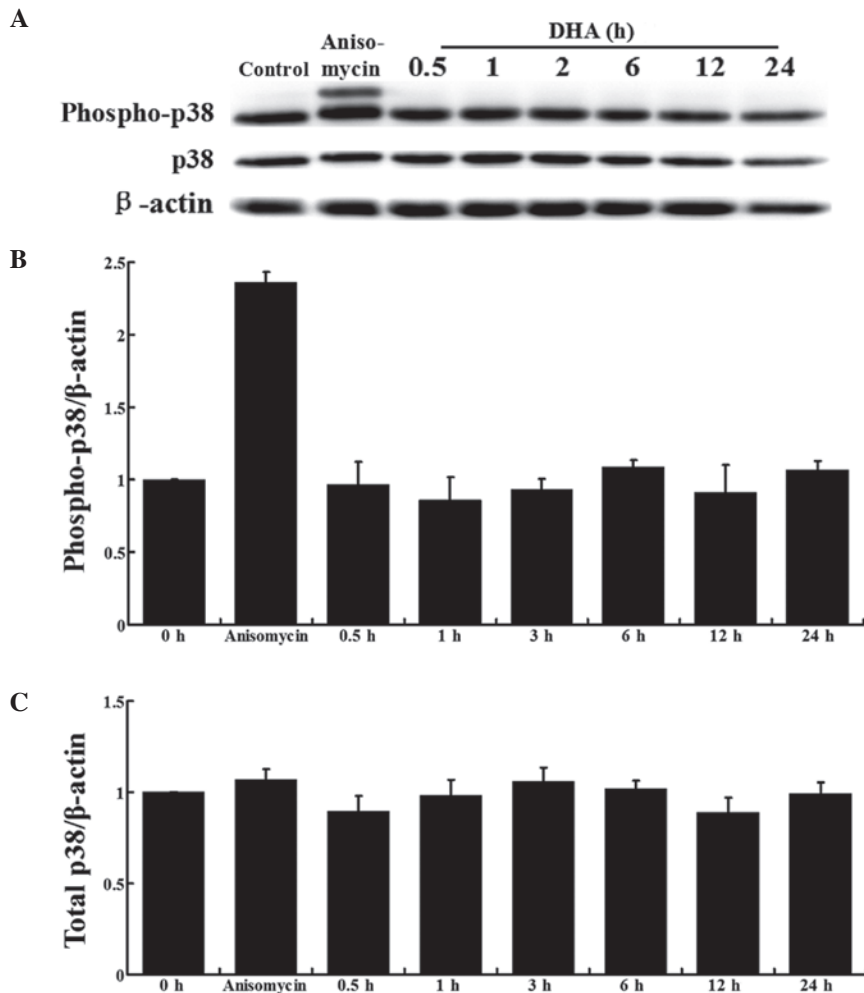 A
DHA (h)
Aniso-
Control mycin 0.5 1 2 6 12 24
Phospho-p38
p38
β-actin
B
Phospho-p38/β-actin
2.5
2
1.5
1
0.5
0
0 h Anisomycin 0.5 h 1 h 3 h 6 h 12 h 24 h
C
Total p38/β-actin
1.5
1
0.5
0
0 h Anisomycin 0.5 h 1 h 3 h 6 h 12 h 24 h